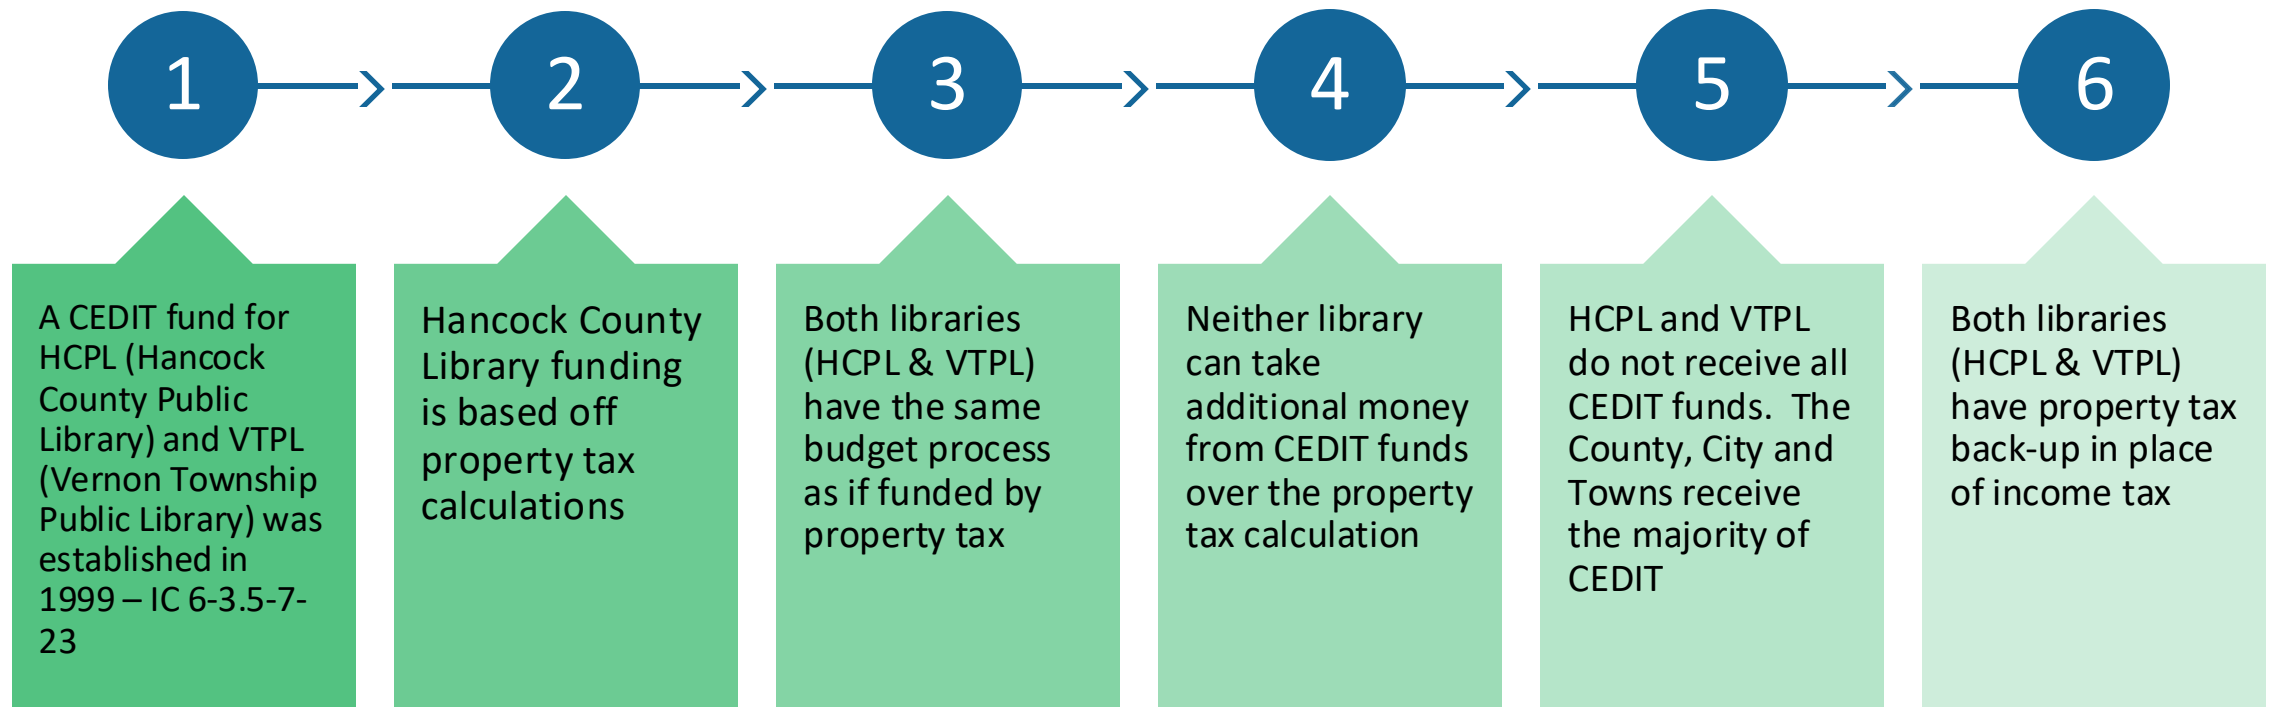 1
2
3
4
5
6
A CEDIT fund for
HCPL (Hancock
County Public
Library) and VTPL
(Vernon Township
Public Library) was
established in
1999 – IC 6-3.5-7-
23
Hancock County
Library funding
is based off
property tax
calculations
Both libraries
(HCPL & VTPL)
have the same
budget process
as if funded by
property tax
Neither library
can take
additional money
from CEDIT funds
over the property
tax calculation
HCPL and VTPL
do not receive all
CEDIT funds.  The
County, City and
Towns receive
the majority of
CEDIT
Both libraries
(HCPL & VTPL)
have property tax
back-up in place
of income tax